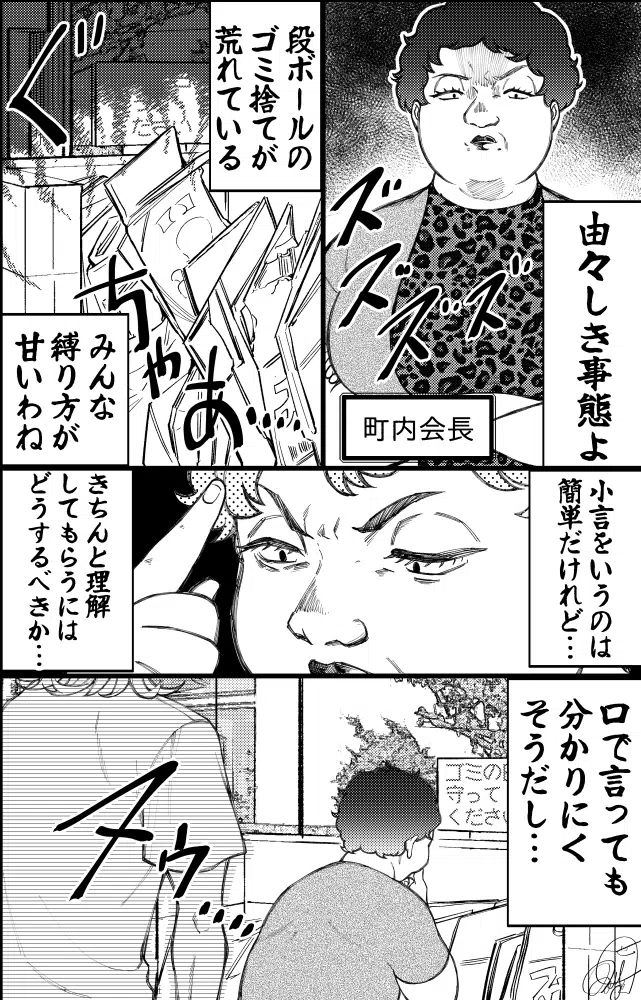 由々しき事態よ
ズズズ…
町内会長
段ボールの
ゴミ捨てが
荒れている
ぐ
ちゃあ……
みんな
縛り方が
甘いわね
小言をいうのは
簡単だけれど…
きちんと理解
してもらうには
どうするべきか…
口で言っても
分かりにく
そうだし…
ゴミの
守って
くださ
ヌゥ……